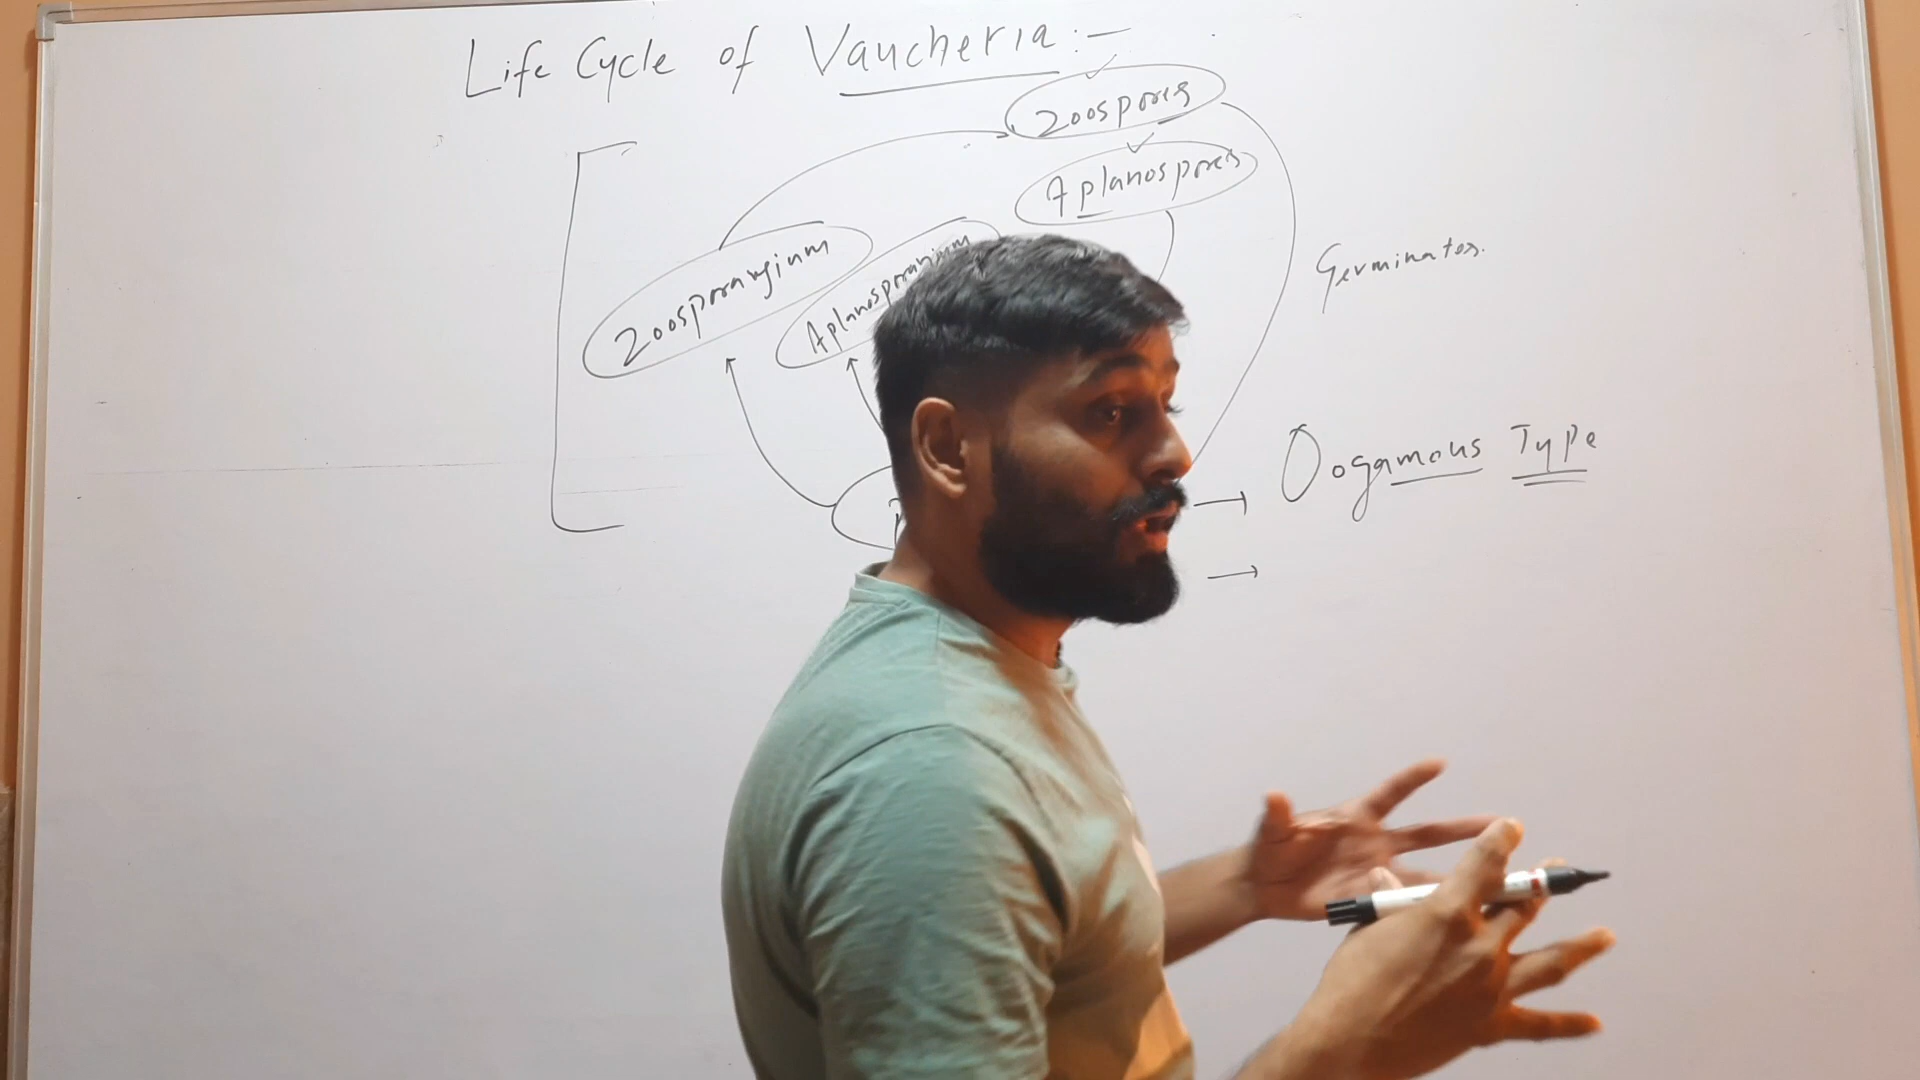 Life Cycle of Vaucheria :-
Zoospores
Aplanospores
Zoosporangium
Aplanosporangium
Germinates.
Oogamous Type